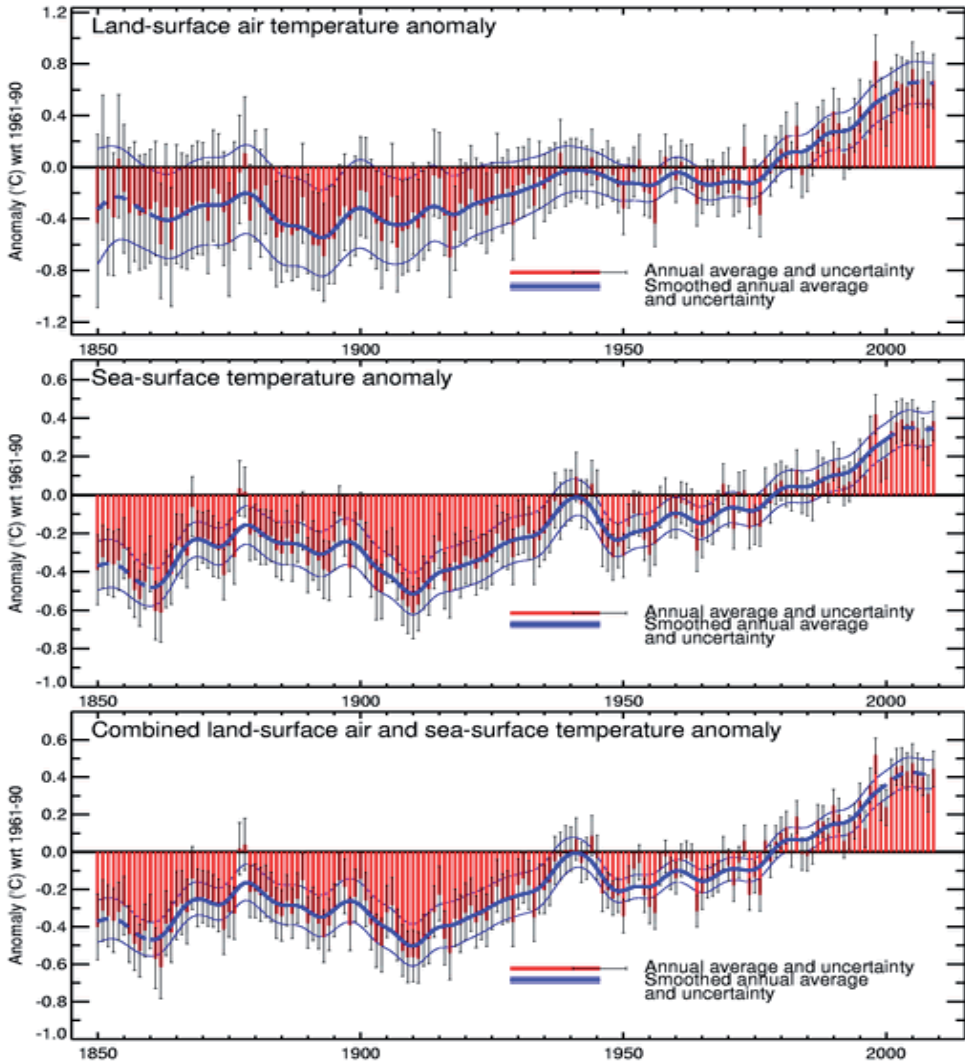 Land-surface air temperature anomaly
Anomaly (°C) wrt 1961-90
1.2
0.8
0.4
0.0
-0.4
-0.8
-1.2
Annual average and uncertainty
Smoothed annual average
and uncertainty
1850 1900 1950 2000
Sea-surface temperature anomaly
Anomaly (°C) wrt 1961-90
0.6
0.4
0.2
0.0
-0.2
-0.4
-0.6
-0.8
-1.0
Annual average and uncertainty
Smoothed annual average
and uncertainty
1850 1900 1950 2000
Combined land-surface air and sea-surface temperature anomaly
Anomaly (°C) wrt 1961-90
0.6
0.4
0.2
0.0
-0.2
-0.4
-0.6
-0.8
-1.0
Annual average and uncertainty
Smoothed annual average
and uncertainty
1850 1900 1950 2000